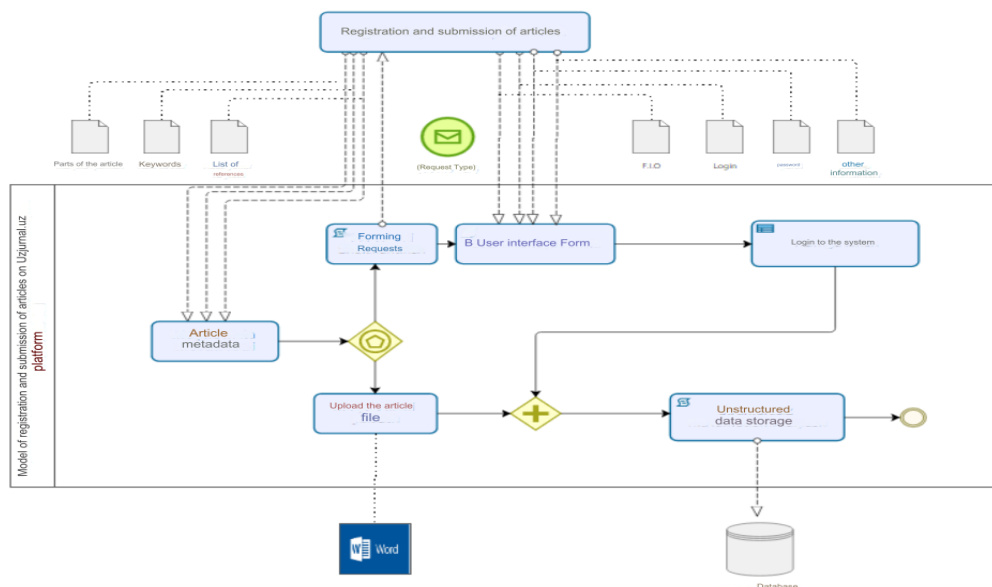 Registration and submission of articles
Parts of the article
Keywords
List of
references
(Request Type)
F.I.O
Login
password
other
information
Model of registration and submission of articles on Uzjurnal.uz
platform
Forming
Requests
B User interface Form
Login to the system
Article
metadata
Upload the article
file
Unstructured
data storage
W
Word
Database